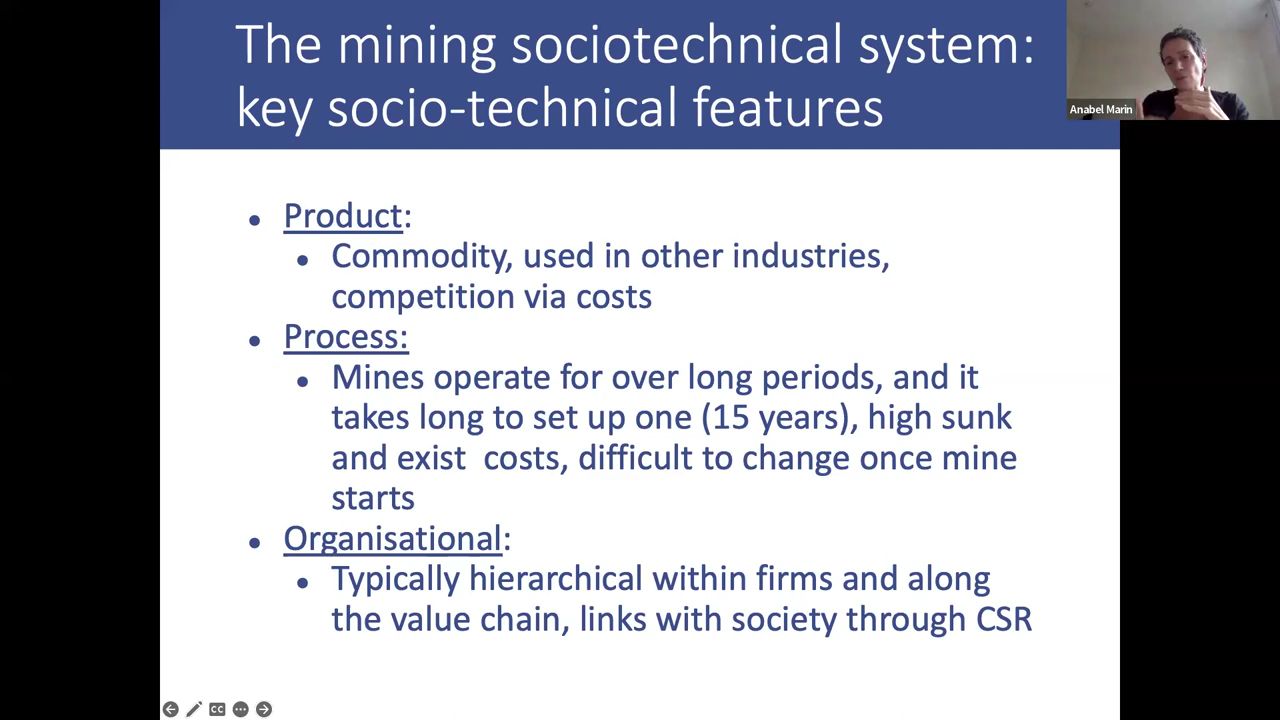 The mining sociotechnical system:
key socio-technical features
Anabel Marin
• Product:
• Commodity, used in other industries,
competition via costs
• Process:
• Mines operate for over long periods, and it
takes long to set up one (15 years), high sunk
and exist  costs, difficult to change once mine
starts
• Organisational:
• Typically hierarchical within firms and along
the value chain, links with society through CSR
CC